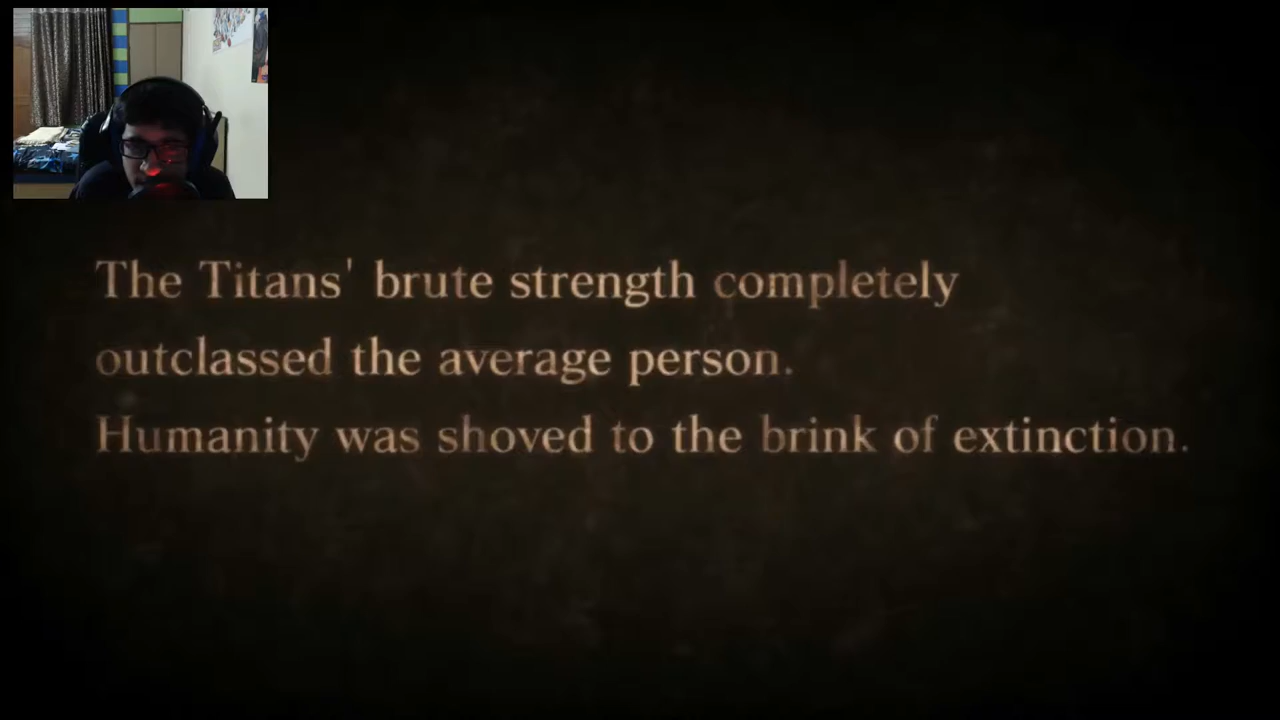 The Titans' brute strength completely
outclassed the average person.
Humanity was shoved to the brink of extinction.